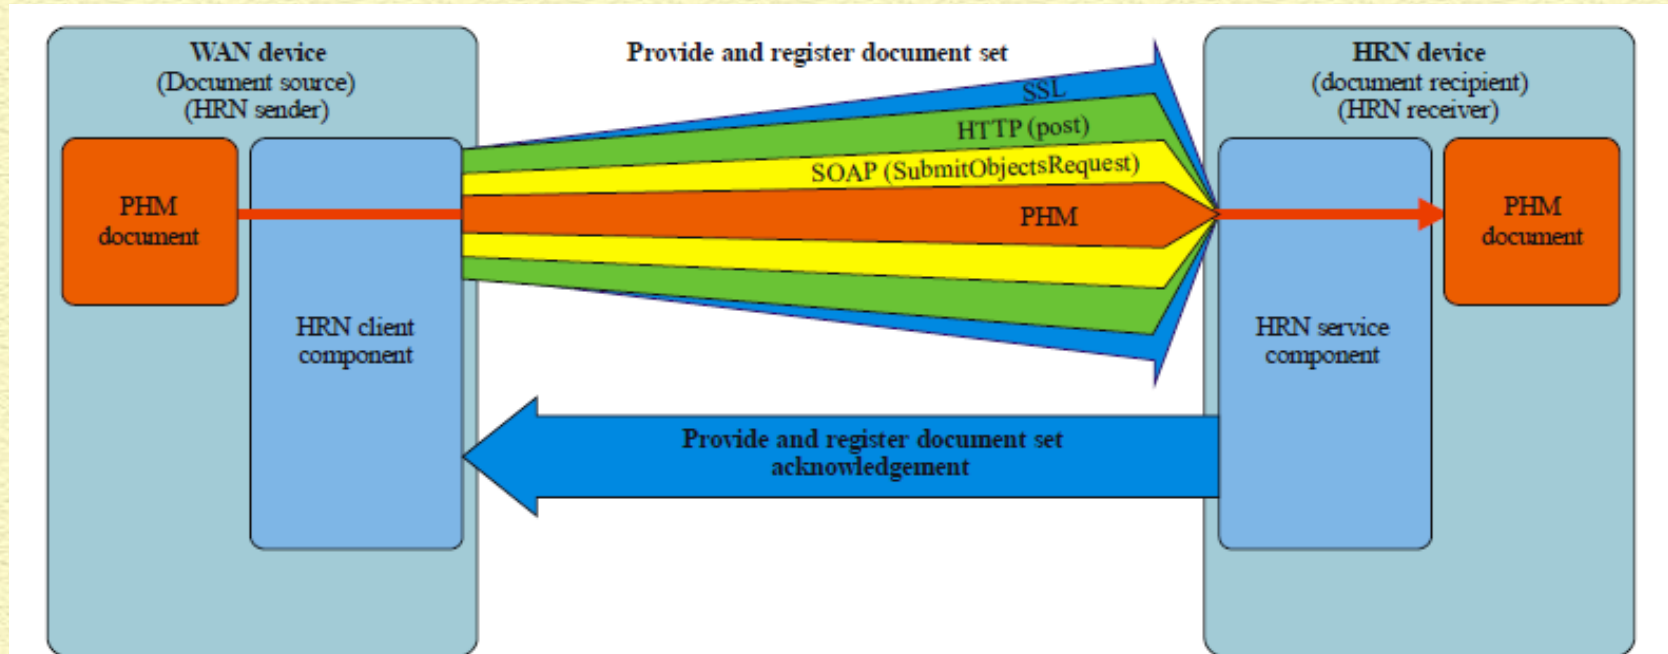 WAN device
(Document source)
(HRN sender)
PHM
document
HRN client
component
Provide and register document set
SSL
HTTP (post)
SOAP (SubmitObjectsRequest)
PHM
Provide and register document set
acknowledgement
HRN device
(document recipient)
(HRN receiver)
HRN service
component
PHM
document